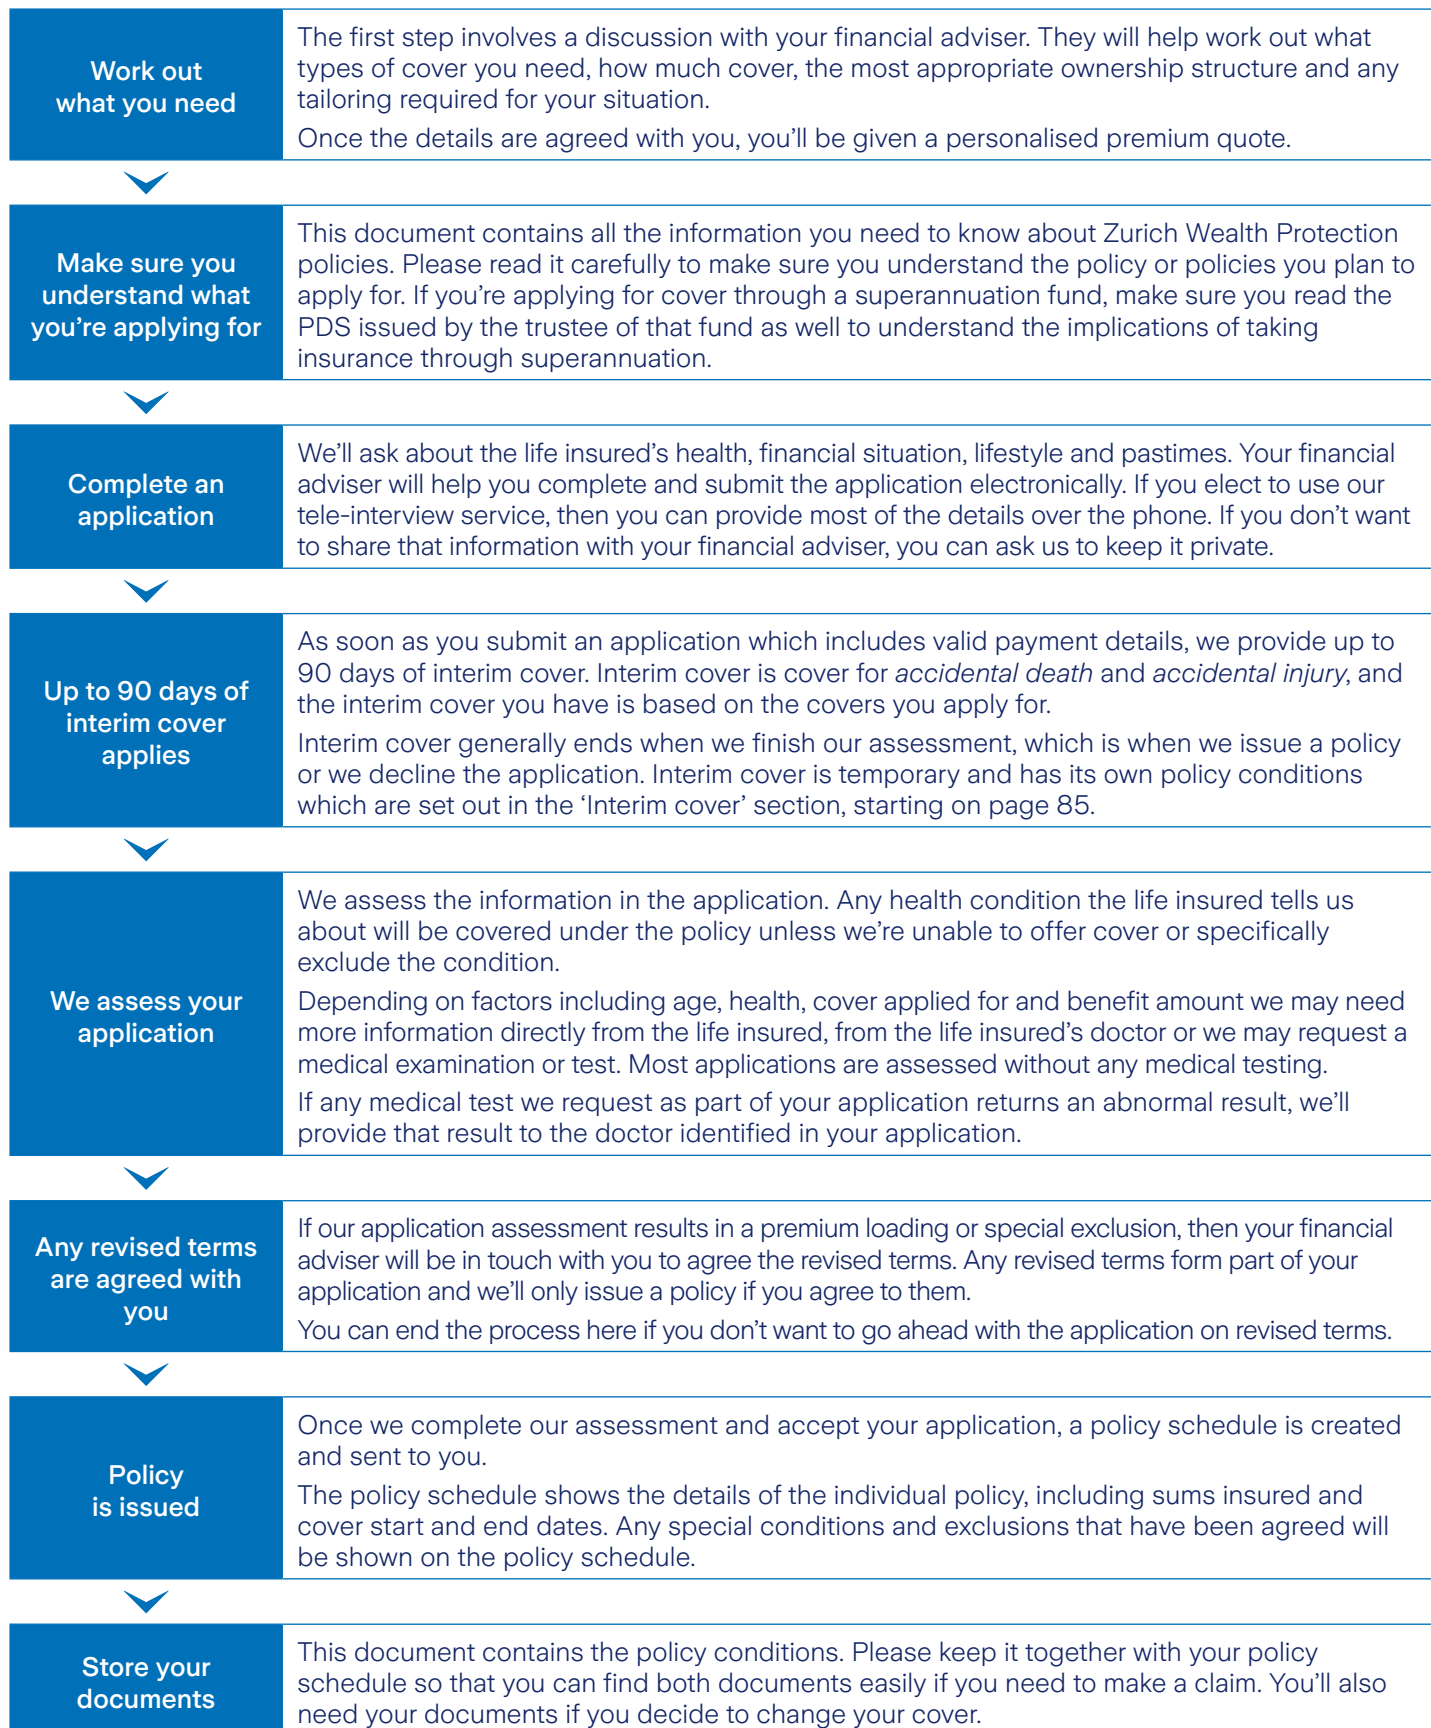 Work out
what you need
The first step involves a discussion with your financial adviser. They will help work out what
types of cover you need, how much cover, the most appropriate ownership structure and any
tailoring required for your situation.
Once the details are agreed with you, you’ll be given a personalised premium quote.
Make sure you
understand what
you’re applying for
This document contains all the information you need to know about Zurich Wealth Protection
policies. Please read it carefully to make sure you understand the policy or policies you plan to
apply for. If you’re applying for cover through a superannuation fund, make sure you read the
PDS issued by the trustee of that fund as well to understand the implications of taking
insurance through superannuation.
Complete an
application
We’ll ask about the life insured’s health, financial situation, lifestyle and pastimes. Your financial
adviser will help you complete and submit the application electronically. If you elect to use our
tele-interview service, then you can provide most of the details over the phone. If you don’t want
to share that information with your financial adviser, you can ask us to keep it private.
Up to 90 days of
interim cover
applies
As soon as you submit an application which includes valid payment details, we provide up to
90 days of interim cover. Interim cover is cover for accidental death and accidental injury, and
the interim cover you have is based on the covers you apply for.
Interim cover generally ends when we finish our assessment, which is when we issue a policy
or we decline the application. Interim cover is temporary and has its own policy conditions
which are set out in the ‘Interim cover’ section, starting on page 85.
We assess your
application
We assess the information in the application. Any health condition the life insured tells us
about will be covered under the policy unless we’re unable to offer cover or specifically
exclude the condition.
Depending on factors including age, health, cover applied for and benefit amount we may need
more information directly from the life insured, from the life insured’s doctor or we may request a
medical examination or test. Most applications are assessed without any medical testing.
If any medical test we request as part of your application returns an abnormal result, we’ll
provide that result to the doctor identified in your application.
Any revised terms
are agreed with
you
If our application assessment results in a premium loading or special exclusion, then your financial
adviser will be in touch with you to agree the revised terms. Any revised terms form part of your
application and we’ll only issue a policy if you agree to them.
You can end the process here if you don’t want to go ahead with the application on revised terms.
Policy
is issued
Once we complete our assessment and accept your application, a policy schedule is created
and sent to you.
The policy schedule shows the details of the individual policy, including sums insured and
cover start and end dates. Any special conditions and exclusions that have been agreed will
be shown on the policy schedule.
Store your
documents
This document contains the policy conditions. Please keep it together with your policy
schedule so that you can find both documents easily if you need to make a claim. You’ll also
need your documents if you decide to change your cover.